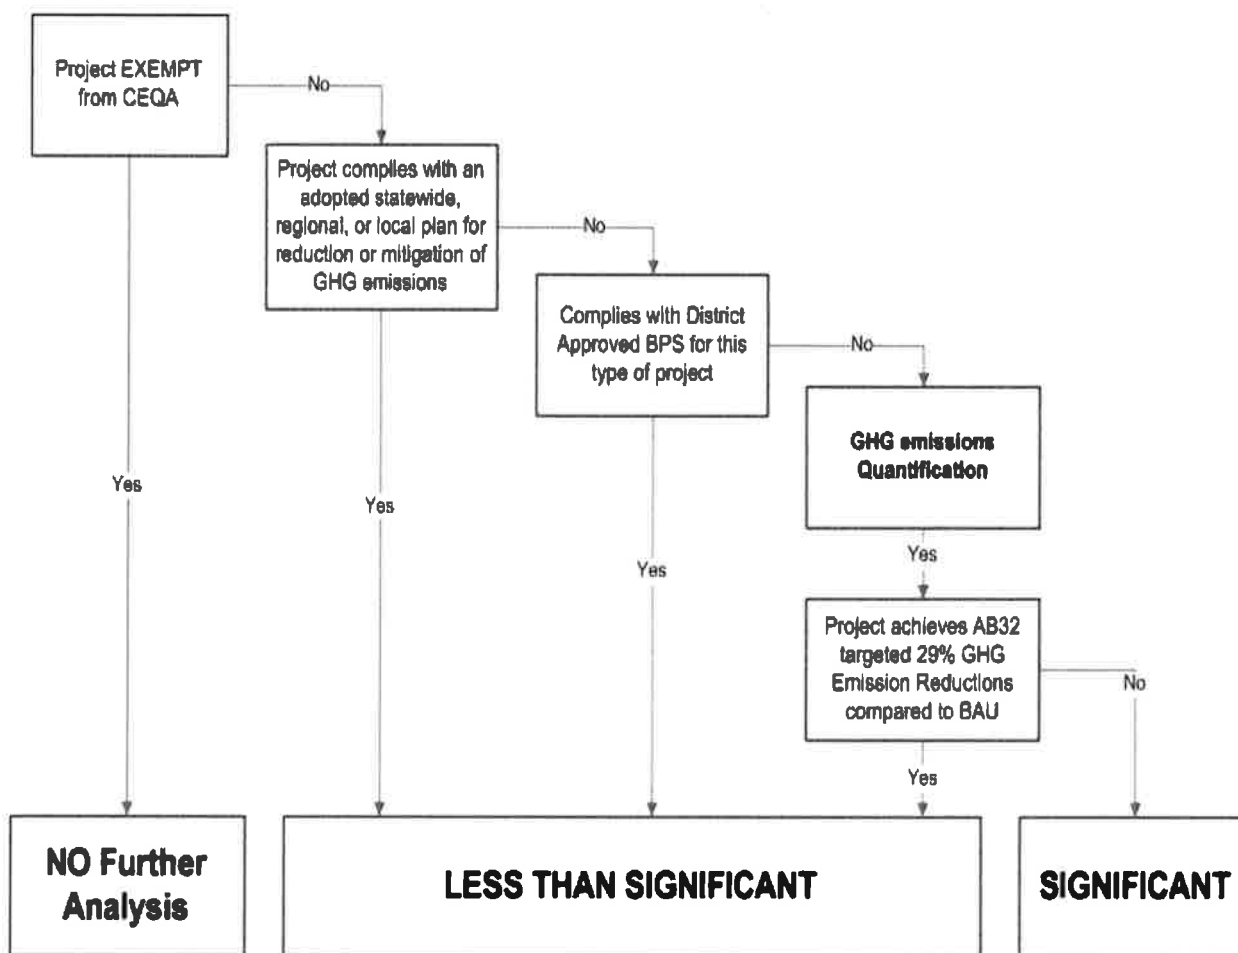 Project EXEMPT
from CEQA
No
Project complies with an
adopted statewide,
regional, or local plan for
reduction or mitigation of
GHG emissions
No
Complies with District
Approved BPS for this
type of project
No
GHG emissions
Quantification
Yes
Yes
Yes
Yes
Project achieves AB32
targeted 29% GHG
Emission Reductions
compared to BAU
No
Yes
NO Further
Analysis
LESS THAN SIGNIFICANT
SIGNIFICANT